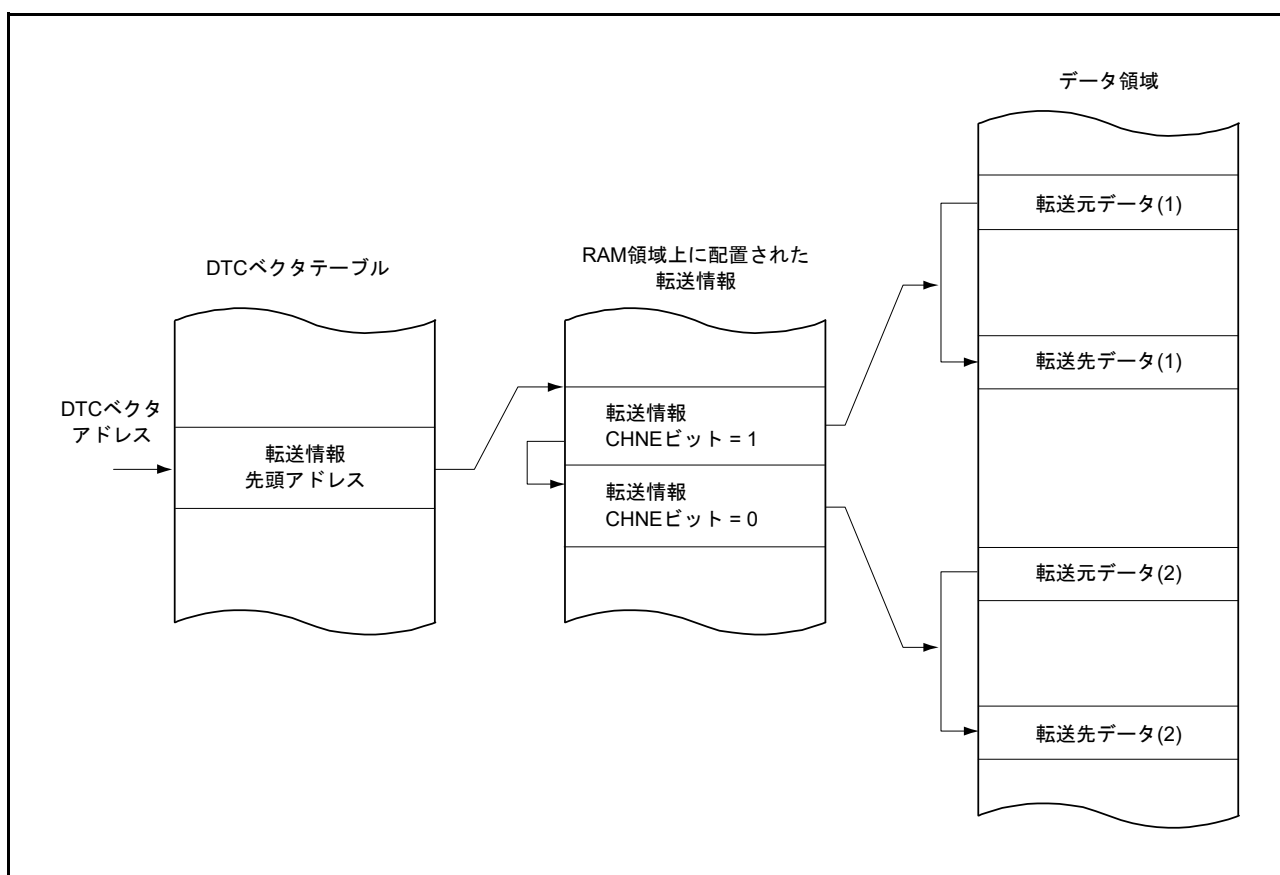 データ領域
転送元データ(1)
転送先データ(1)
転送元データ(2)
転送先データ(2)
RAM領域上に配置された
転送情報
転送情報
CHNEビット = 1
転送情報
CHNEビット = 0
DTCベクタテーブル
転送情報
先頭アドレス
DTCベクタ
アドレス